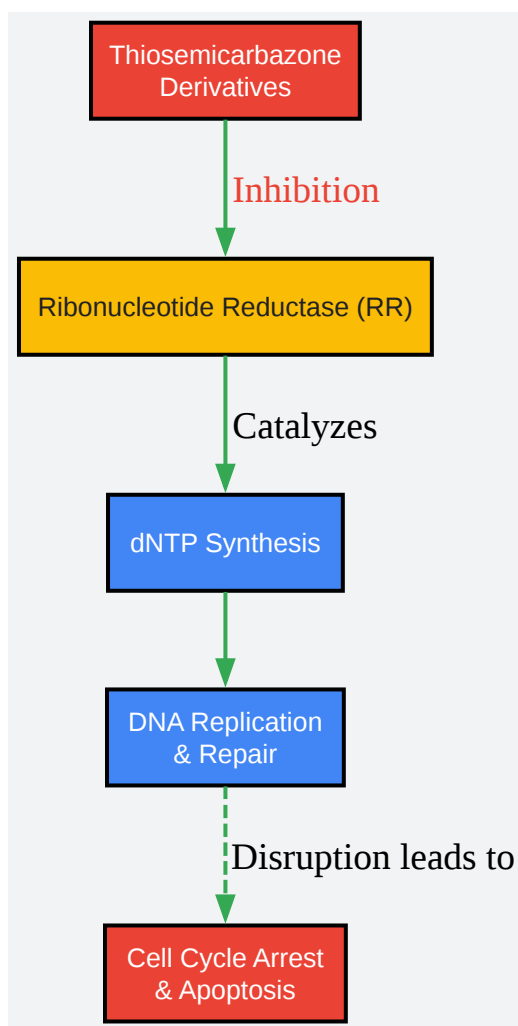 Thiosemicarbazone
Derivatives
Inhibition
Ribonucleotide Reductase (RR)
Catalyzes
dNTP Synthesis
DNA Replication
& Repair
Disruption leads to
Cell Cycle Arrest
& Apoptosis